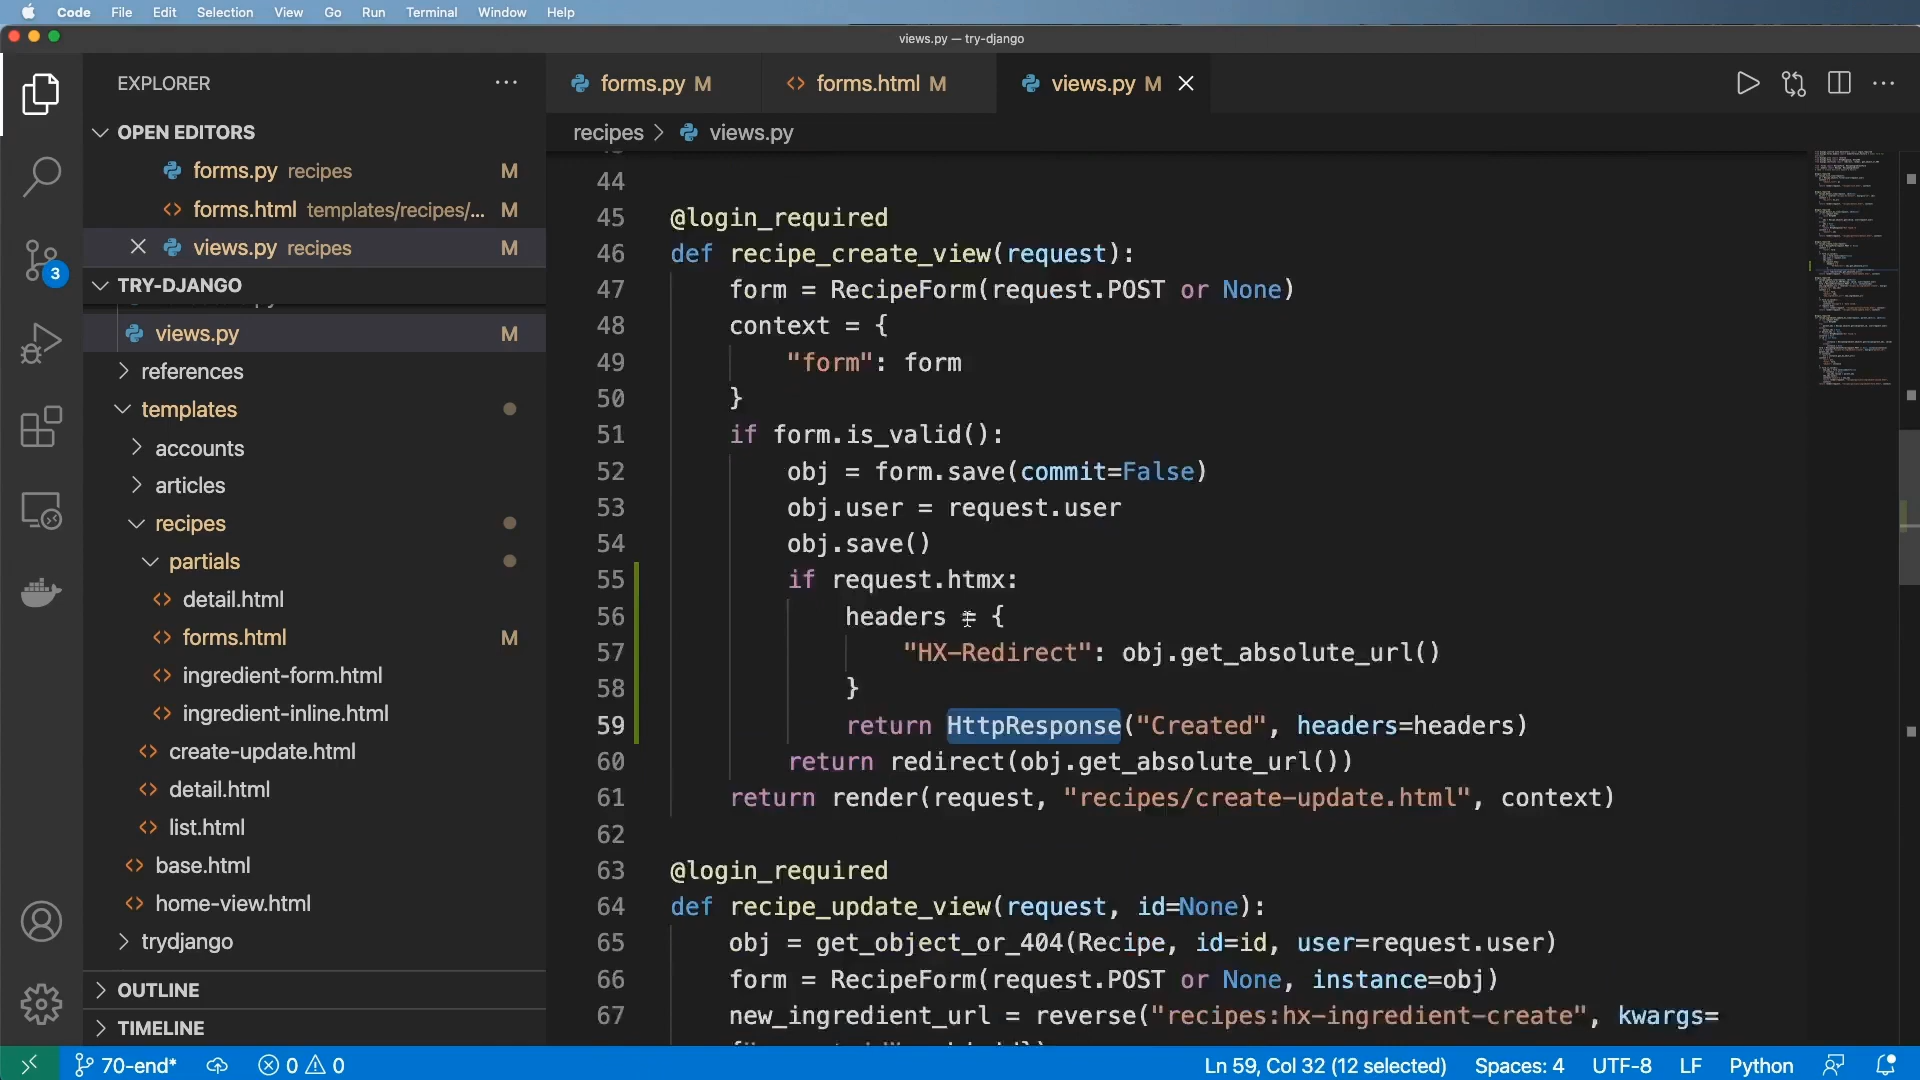 Code File Edit Selection View Go Run Terminal Window Help
views.py — try-django
EXPLORER
OPEN EDITORS
forms.py recipes M
forms.html templates/recipes/... M
views.py recipes M
TRY-DJANGO
views.py M
references
templates
accounts
articles
recipes
partials
detail.html
forms.html M
ingredient-form.html
ingredient-inline.html
create-update.html
detail.html
list.html
base.html
home-view.html
trydjango
OUTLINE
TIMELINE
3
forms.py M forms.html M views.py M
recipes > views.py
44
45 @login_required
46 def recipe_create_view(request):
47 form = RecipeForm(request.POST or None)
48 context = {
49 "form": form
50 }
51 if form.is_valid():
52 obj = form.save(commit=False)
53 obj.user = request.user
54 obj.save()
55 if request.htmx:
56 headers = {
57 "HX-Redirect": obj.get_absolute_url()
58 }
59 return HttpResponse("Created", headers=headers)
60 return redirect(obj.get_absolute_url())
61 return render(request, "recipes/create-update.html", context)
62
63 @login_required
64 def recipe_update_view(request, id=None):
65 obj = get_object_or_404(Recipe, id=id, user=request.user)
66 form = RecipeForm(request.POST or None, instance=obj)
67 new_ingredient_url = reverse("recipes:hx-ingredient-create", kwargs=
70-end* 0 0 Ln 59, Col 32 (12 selected) Spaces: 4 UTF-8 LF Python